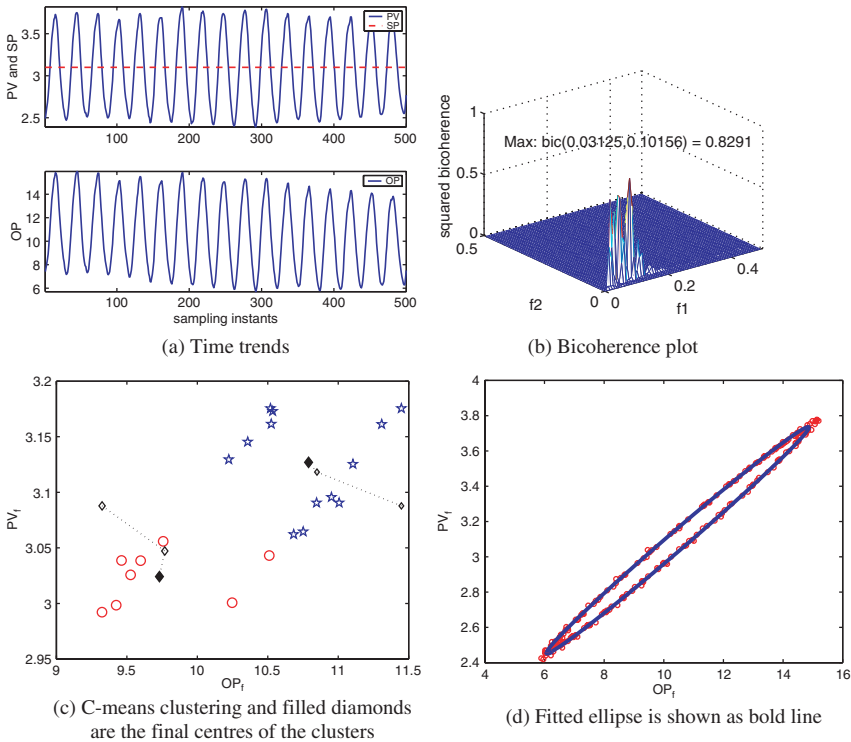 PV and SP
3.5
3
2.5
PV
SP
100
200
300
400
500
OP
14
12
10
8
6
OP
100
200
300
400
500
sampling instants
(a) Time trends
squared bicoherence
1
0.5
0
0.5
Max: bic(0.03125,0.10156) = 0.8291
f2
0
0
0.2
0.4
f1
(b) Bicoherence plot
PVf
3.2
3.15
3.1
3.05
3
2.95
9
9.5
10
10.5
11
11.5
OPf
(c) C-means clustering and filled diamonds
are the final centres of the clusters
PVf
4
3.8
3.6
3.4
3.2
3
2.8
2.6
2.4
4
6
8
10
12
14
16
OPf
(d) Fitted ellipse is shown as bold line